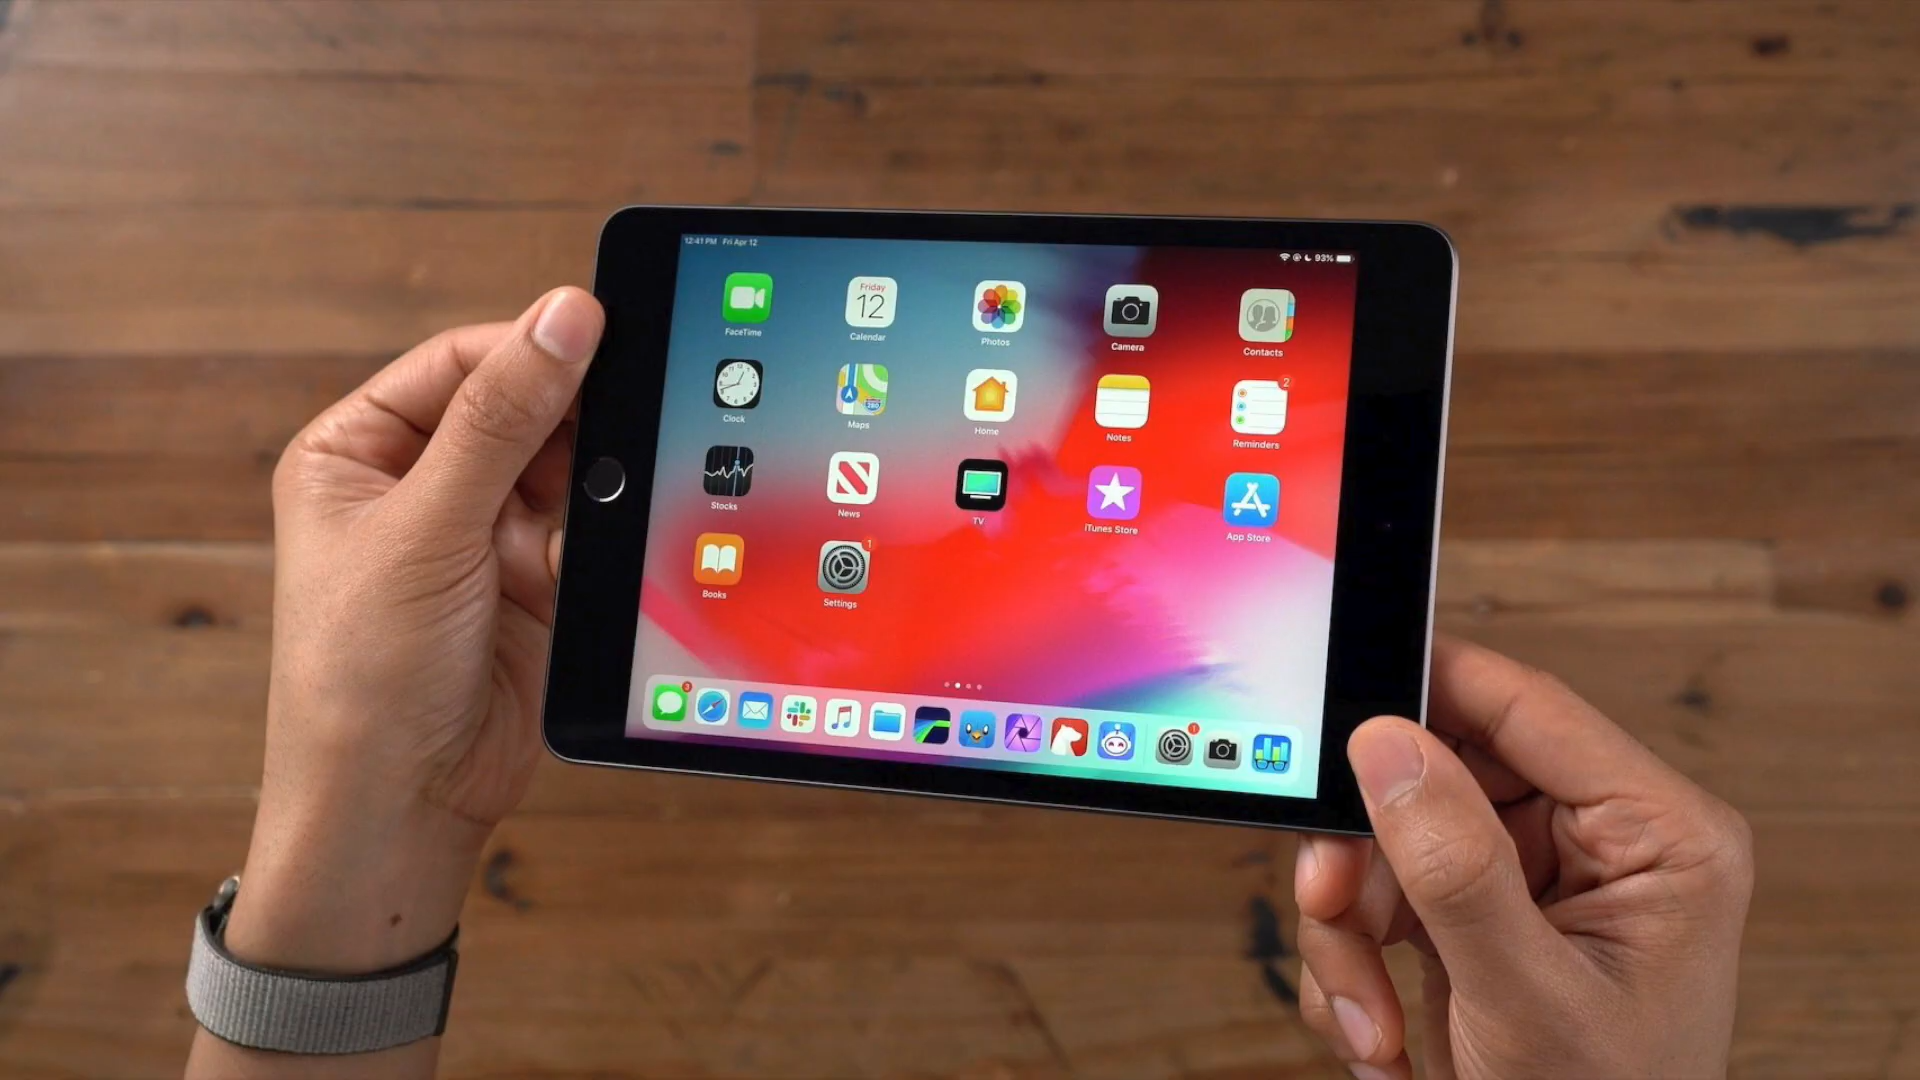 12:41 PM Fri Apr 12
93%
FaceTime
Friday
12
Calendar
Photos
Camera
Contacts
Clock
280
Maps
Home
Notes
2
Reminders
Stocks
News
TV
iTunes Store
App Store
Books
1
Settings
3
1